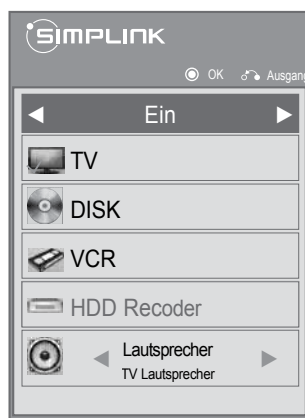 SIMPLINK
OK Ausgang
Ein
TV
DISK
VCR
HDD Recoder
Lautsprecher
TV Lautsprecher